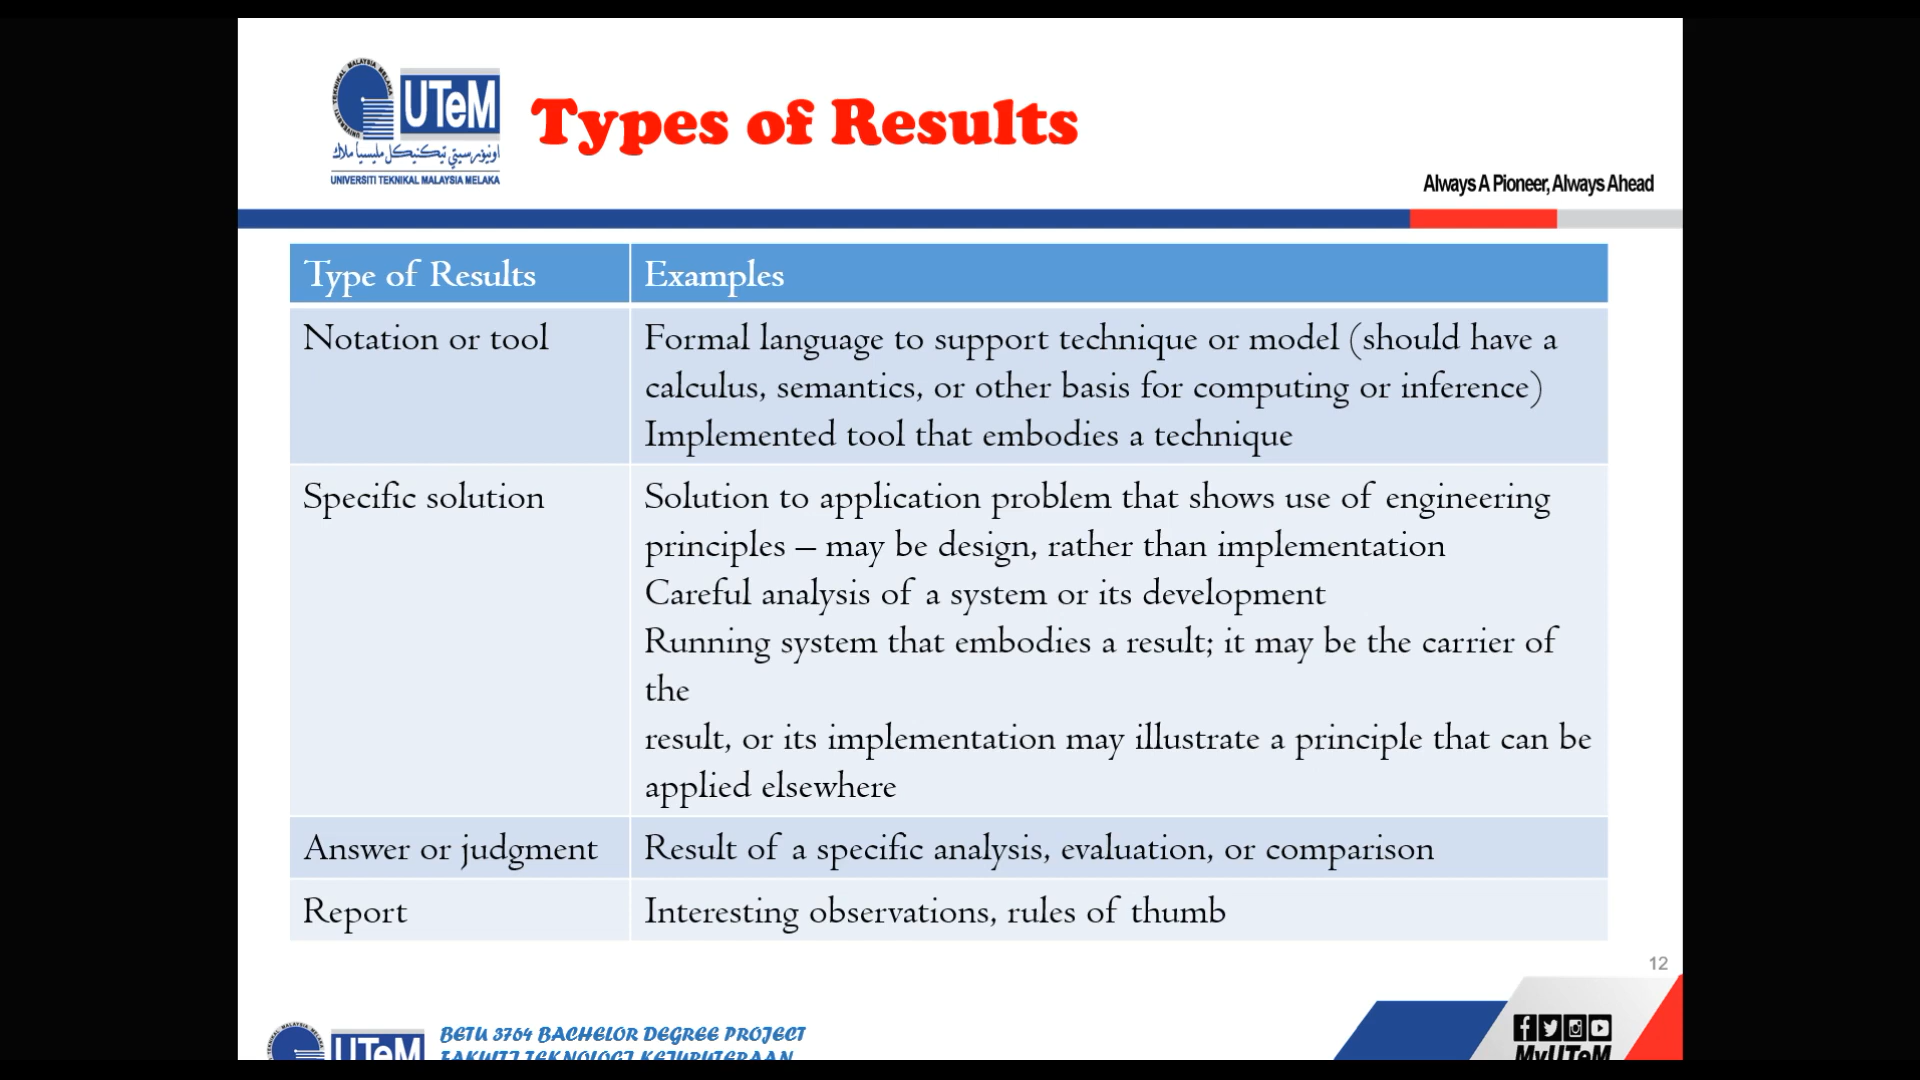 UTeM
اونيۏرسيتي تيكنيكل مليسيا ملاك
UNIVERSITI TEKNIKAL MALAYSIA MELAKA
Types of Results
Always A Pioneer, Always Ahead
Type of Results
Examples
Notation or tool
Formal language to support technique or model (should have a
calculus, semantics, or other basis for computing or inference)
Implemented tool that embodies a technique
Specific solution
Solution to application problem that shows use of engineering
principles – may be design, rather than implementation
Careful analysis of a system or its development
Running system that embodies a result; it may be the carrier of
the
result, or its implementation may illustrate a principle that can be
applied elsewhere
Answer or judgment
Result of a specific analysis, evaluation, or comparison
Report
Interesting observations, rules of thumb
12
UTeM
BETU 3764 BACHELOR DEGREE PROJECT
FAKULTI TEKNOLOGI KEJURUTERAAN
MyUTeM